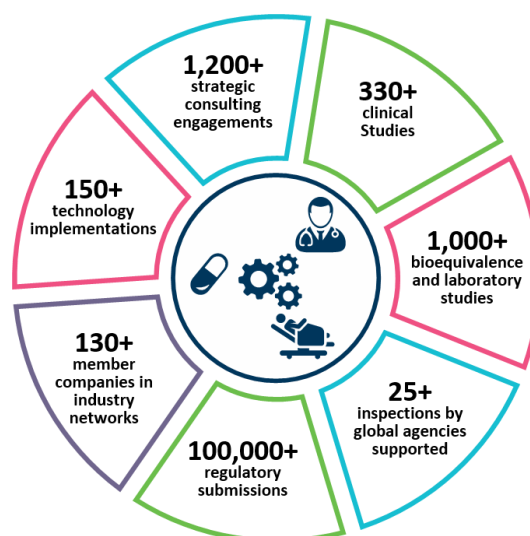 1,200+
strategic
consulting
engagements
330+
clinical
Studies
1,000+
bioequivalence
and laboratory
studies
25+
inspections by
global agencies
supported
100,000+
regulatory
submissions
130+
member
companies in
industry
networks
150+
technology
implementations